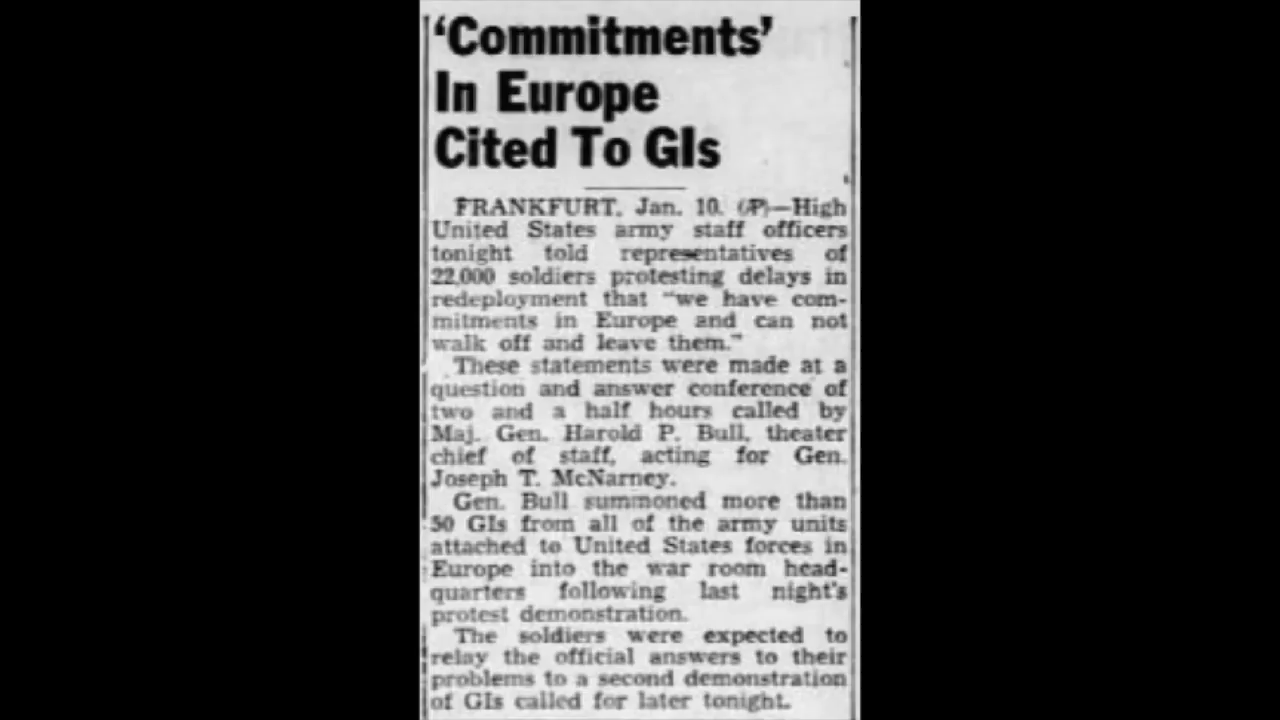 ‘Commitments’
In Europe
Cited To GIs
FRANKFURT, Jan. 10. (AP)—High
United States army staff officers
tonight told representatives of
22,000 soldiers protesting delays in
redeployment that “we have com-
mitments in Europe and can not
walk off and leave them.”
These statements were made at a
question and answer conference of
two and a half hours called by
Maj. Gen. Harold P. Bull, theater
chief of staff, acting for Gen.
Joseph T. McNarney.
Gen. Bull summoned more than
50 GIs from all of the army units
attached to United States forces in
Europe into the war room head-
quarters following last night's
protest demonstration.
The soldiers were expected to
relay the official answers to their
problems to a second demonstration
of GIs called for later tonight.